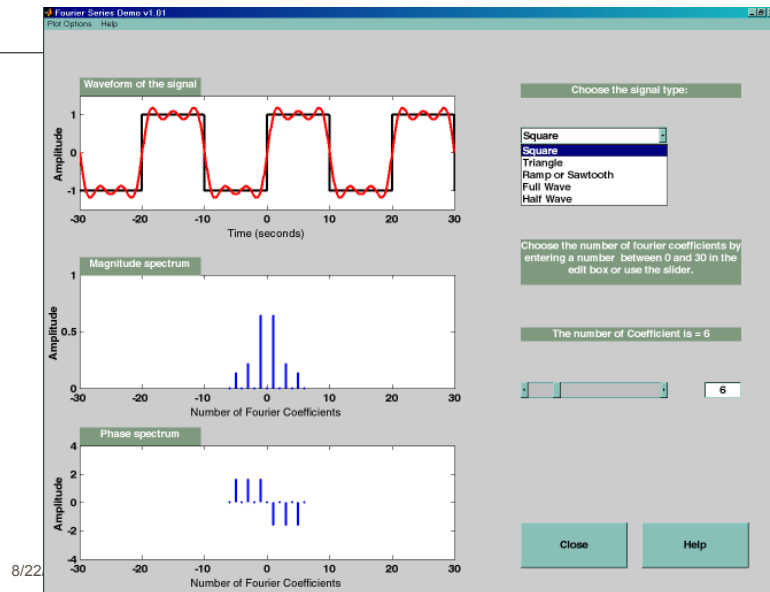 Fourier Series Demo v1.01
Plot Options Help
Waveform of the signal
Amplitude
1
0
-1
-30 -20 -10 0 10 20 30
Time (seconds)
Magnitude spectrum
Amplitude
1
0.5
0
-30 -20 -10 0 10 20 30
Number of Fourier Coefficients
Phase spectrum
Amplitude
4
2
0
-2
-4
-30 -20 -10 0 10 20 30
Number of Fourier Coefficients
Choose the signal type:
Square
Square
Triangle
Ramp or Sawtooth
Full Wave
Half Wave
Choose the number of fourier coefficients by
entering a number between 0 and 30 in the
edit box or use the slider.
The number of Coefficient is = 6
6
Close Help
8/22/